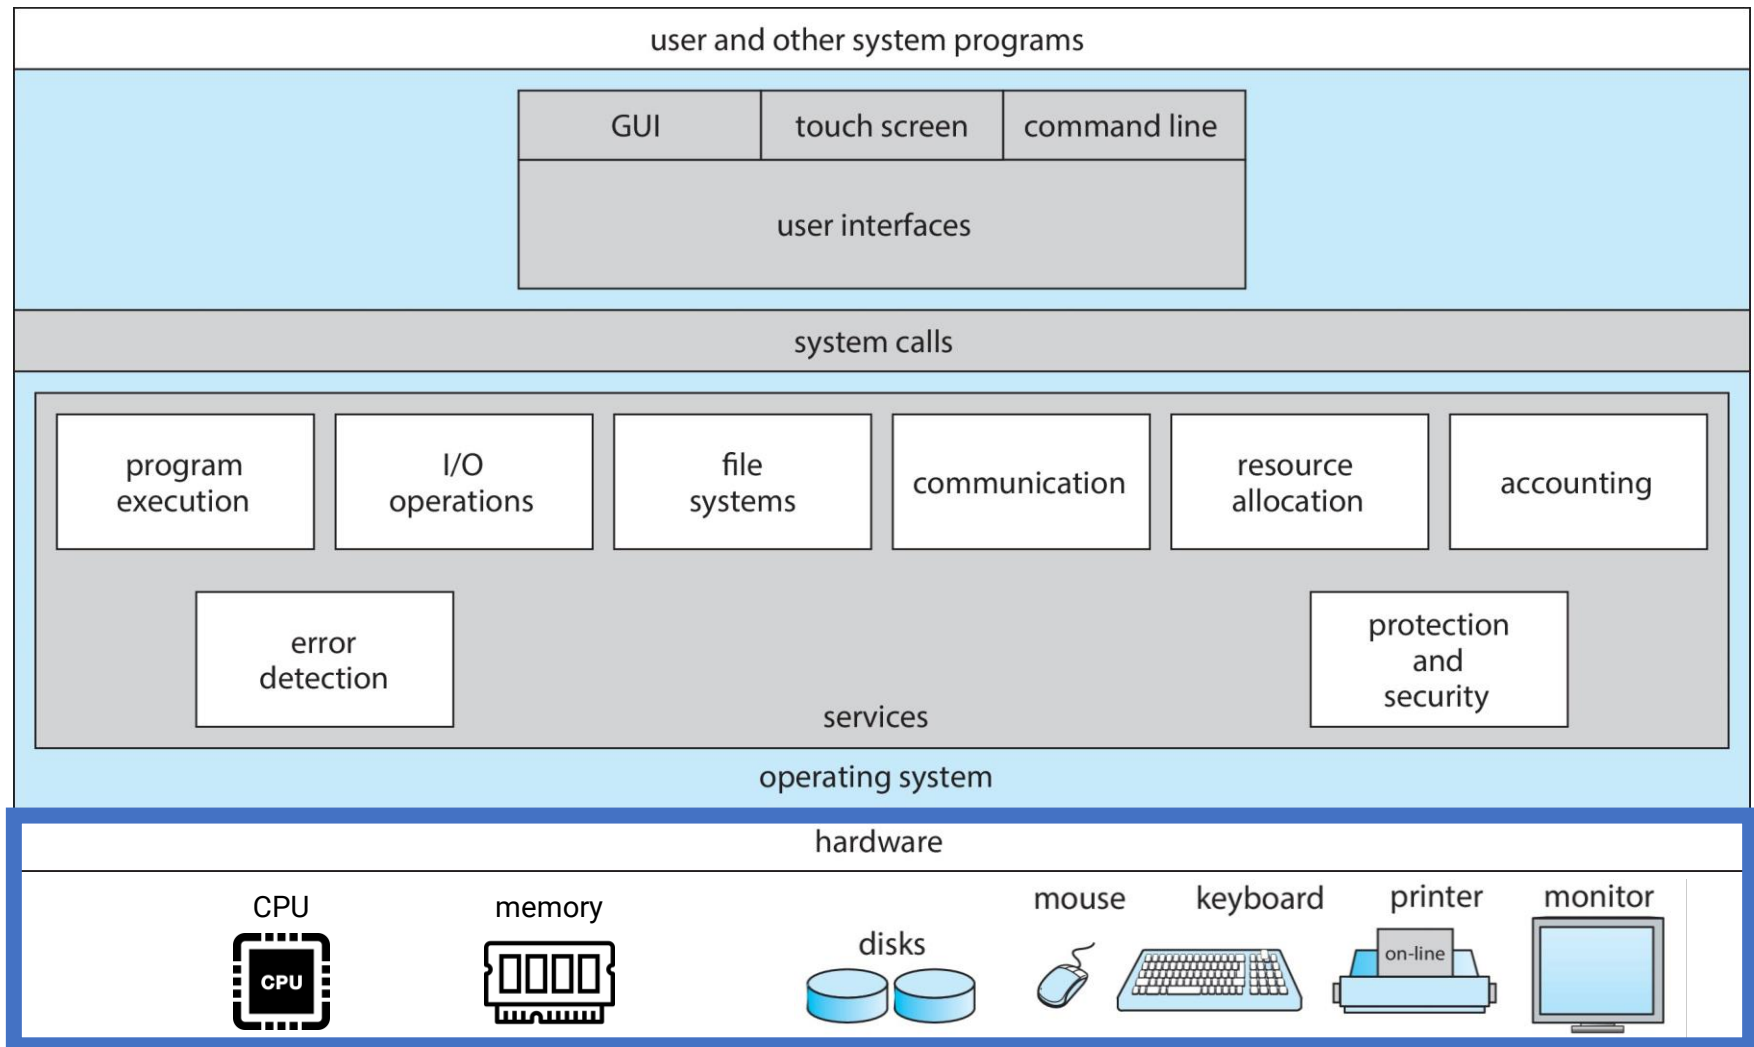 user and other system programs
GUI
touch screen
command line
user interfaces
system calls
program
execution
I/O
operations
file
systems
communication
resource
allocation
accounting
error
detection
protection
and
security
services
operating system
hardware
CPU
memory
disks
mouse
keyboard
printer
monitor
CPU
on-line